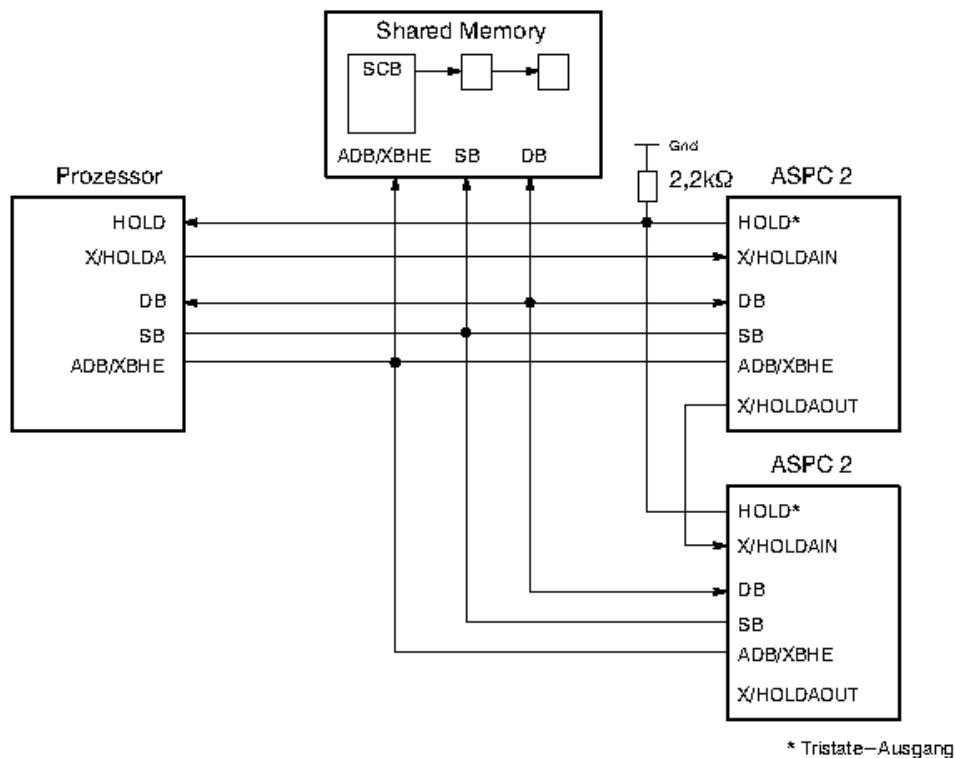 Shared Memory
SCB
ADB/XBHE SB DB
Gnd
2,2kΩ
Prozessor
HOLD
X/HOLDA
DB
SB
ADB/XBHE
ASPC 2
HOLD*
X/HOLDAIN
DB
SB
ADB/XBHE
X/HOLDAOUT
ASPC 2
HOLD*
X/HOLDAIN
DB
SB
ADB/XBHE
X/HOLDAOUT
* Tristate-Ausgang